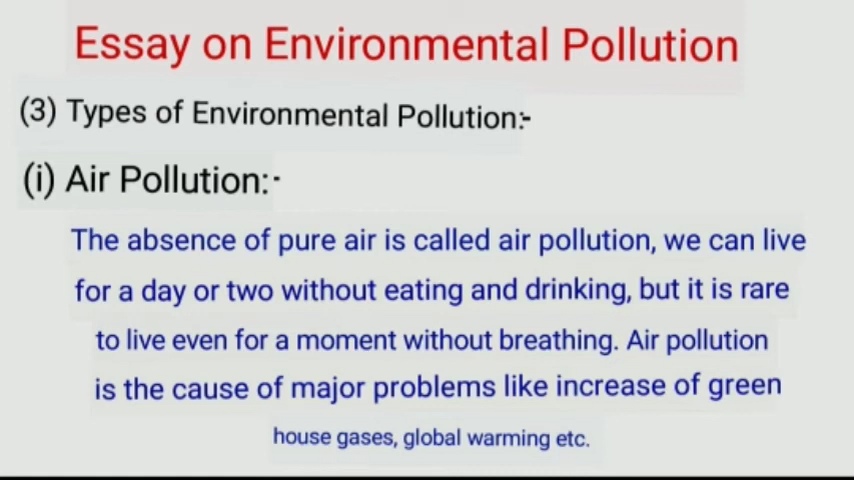 Essay on Environmental Pollution
(3) Types of Environmental Pollution:-
(i) Air Pollution:-
The absence of pure air is called air pollution, we can live
for a day or two without eating and drinking, but it is rare
to live even for a moment without breathing. Air pollution
is the cause of major problems like increase of green
house gases, global warming etc.